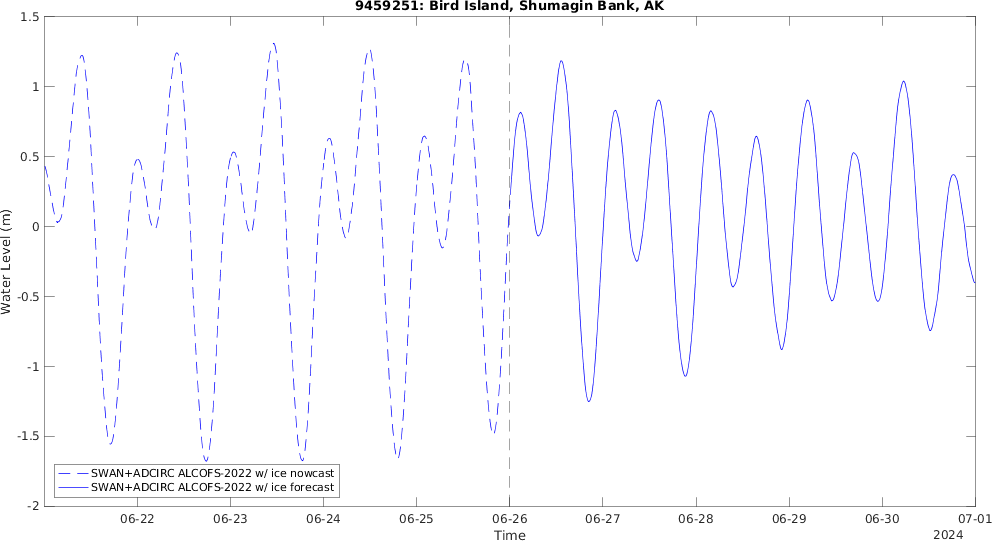 9459251: Bird Island, Shumagin Bank, AK
1.5
1
0.5
0
-0.5
-1
-1.5
-2
Water Level (m)
SWAN+ADCIRC ALCOFS-2022 w/ ice nowcast
SWAN+ADCIRC ALCOFS-2022 w/ ice forecast
06-22 06-23 06-24 06-25 06-26 06-27 06-28 06-29 06-30 07-01
Time
2024